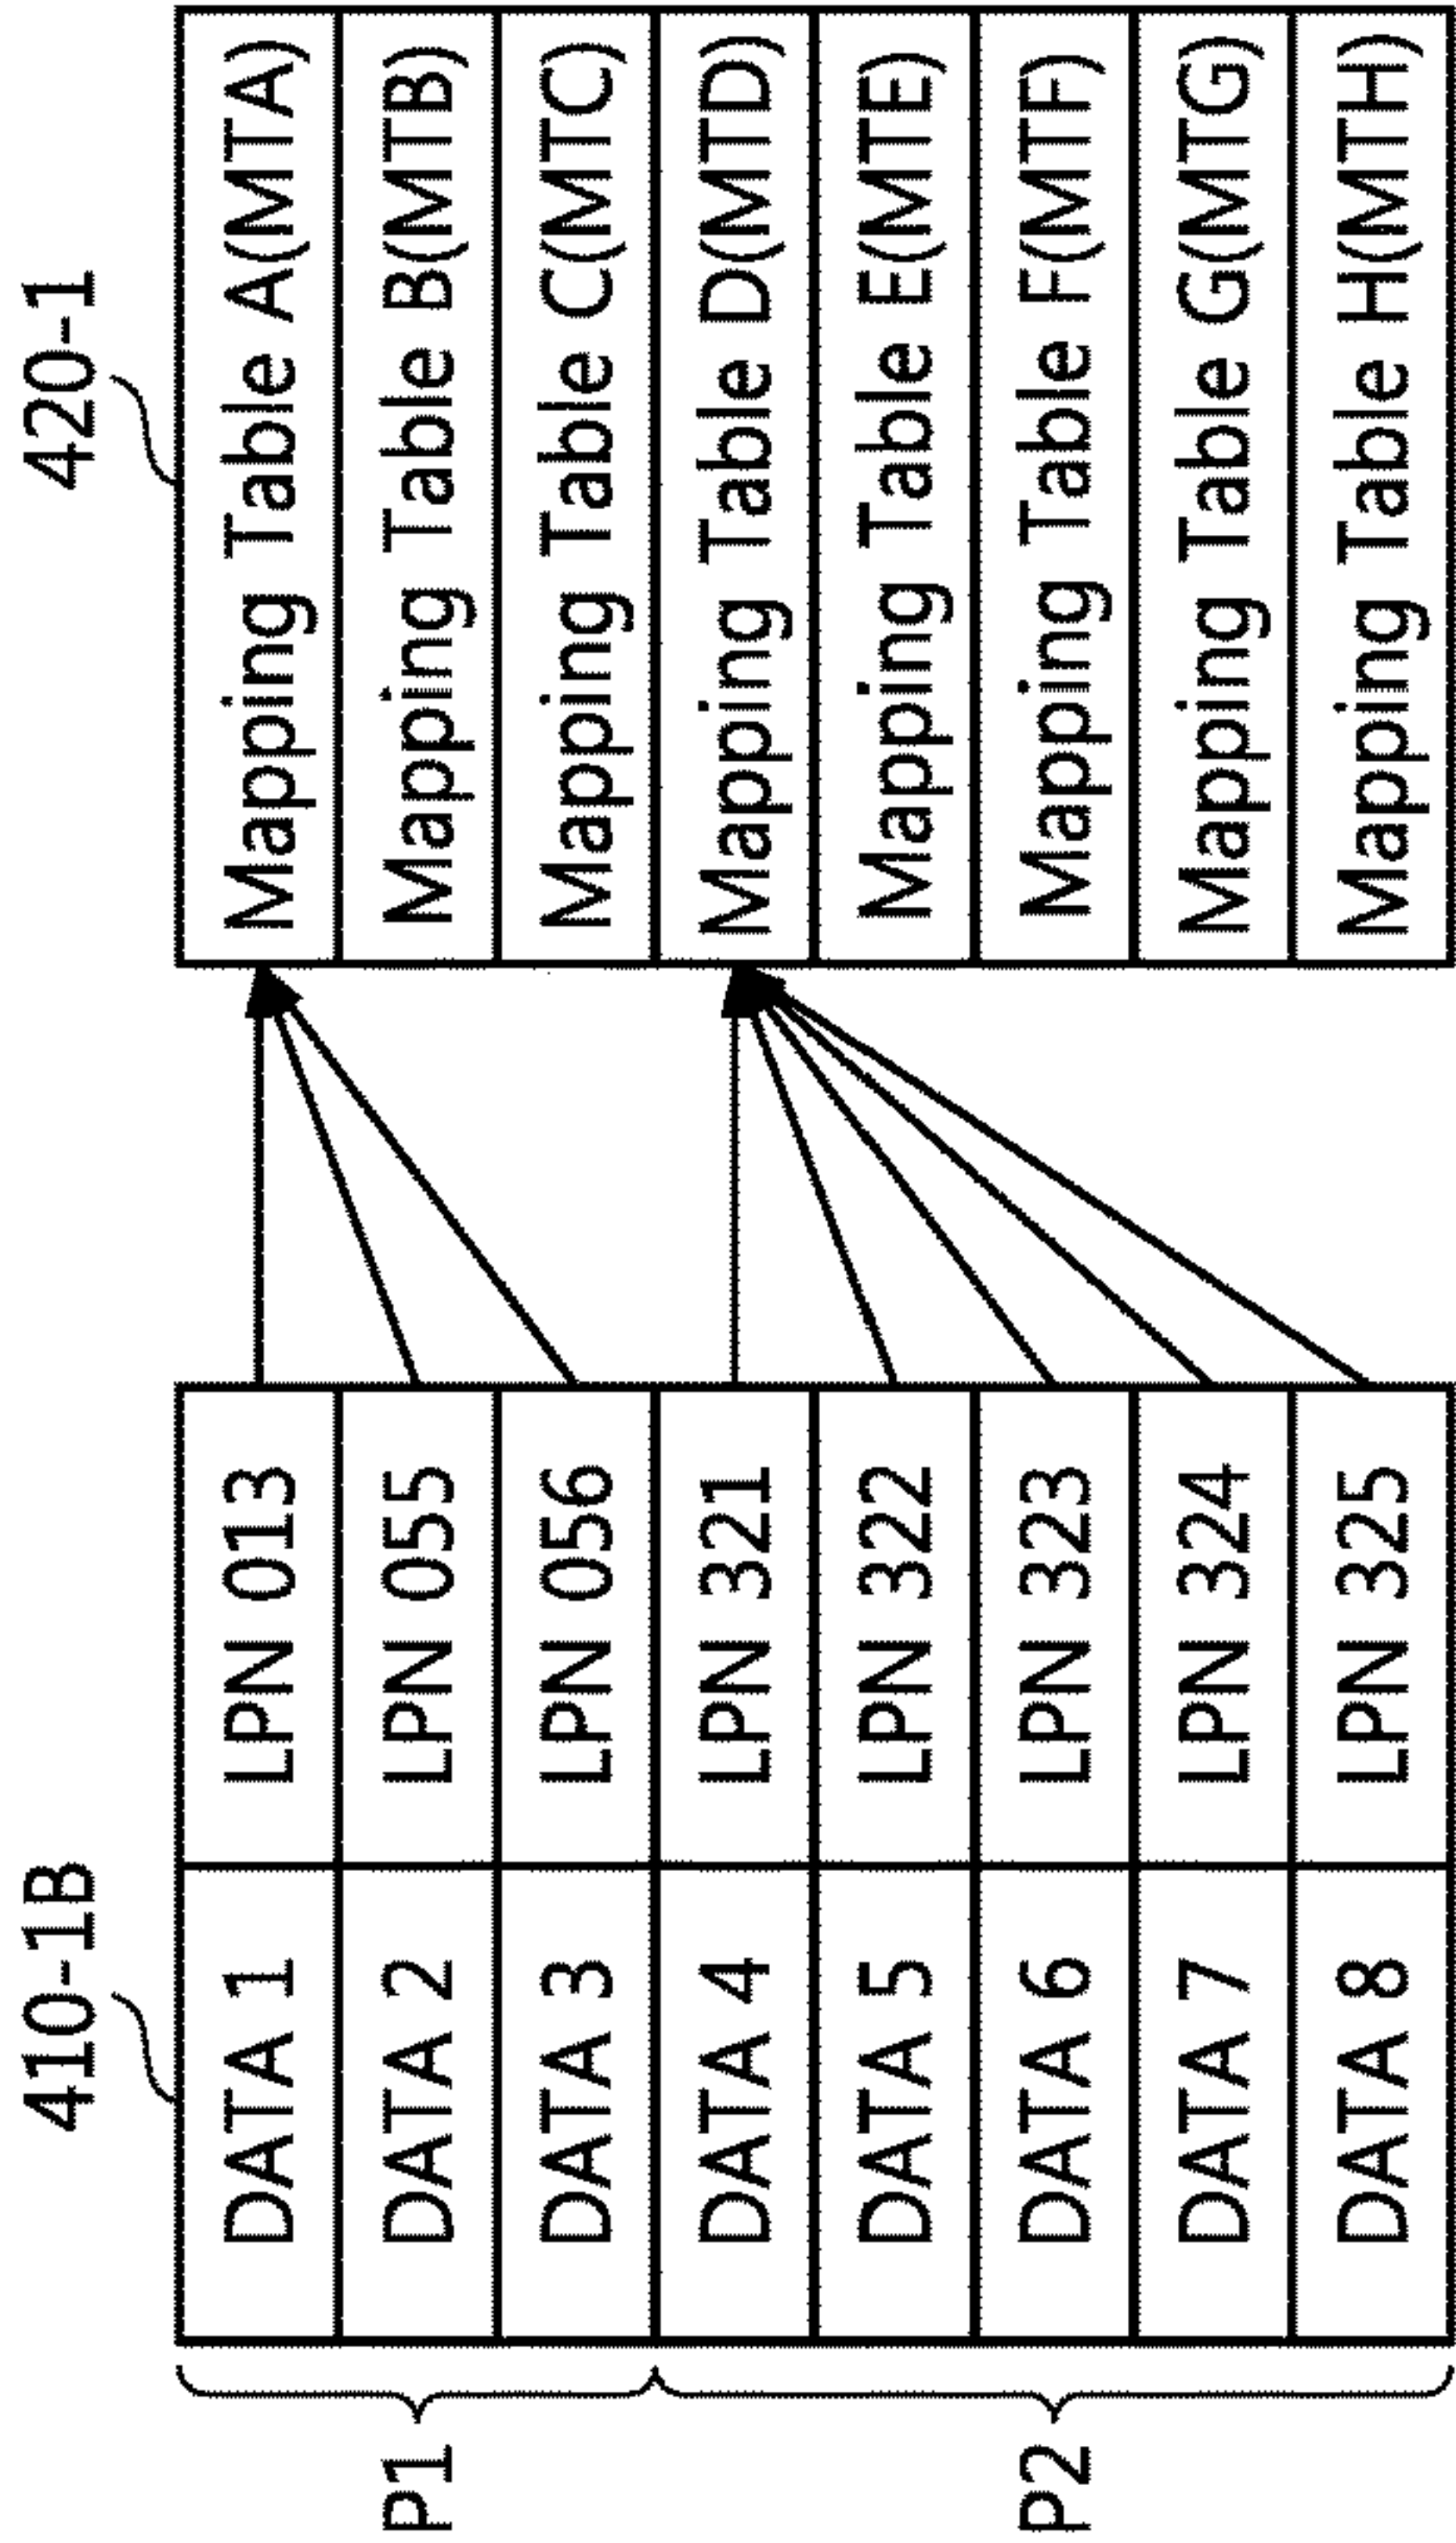 410-1B
420-1
P1
P2
DATA 1 LPN 013
DATA 2 LPN 055
DATA 3 LPN 056
DATA 4 LPN 321
DATA 5 LPN 322
DATA 6 LPN 323
DATA 7 LPN 324
DATA 8 LPN 325
Mapping Table A(MTA)
Mapping Table B(MTB)
Mapping Table C(MTC)
Mapping Table D(MTD)
Mapping Table E(MTE)
Mapping Table F(MTF)
Mapping Table G(MTG)
Mapping Table H(MTH)